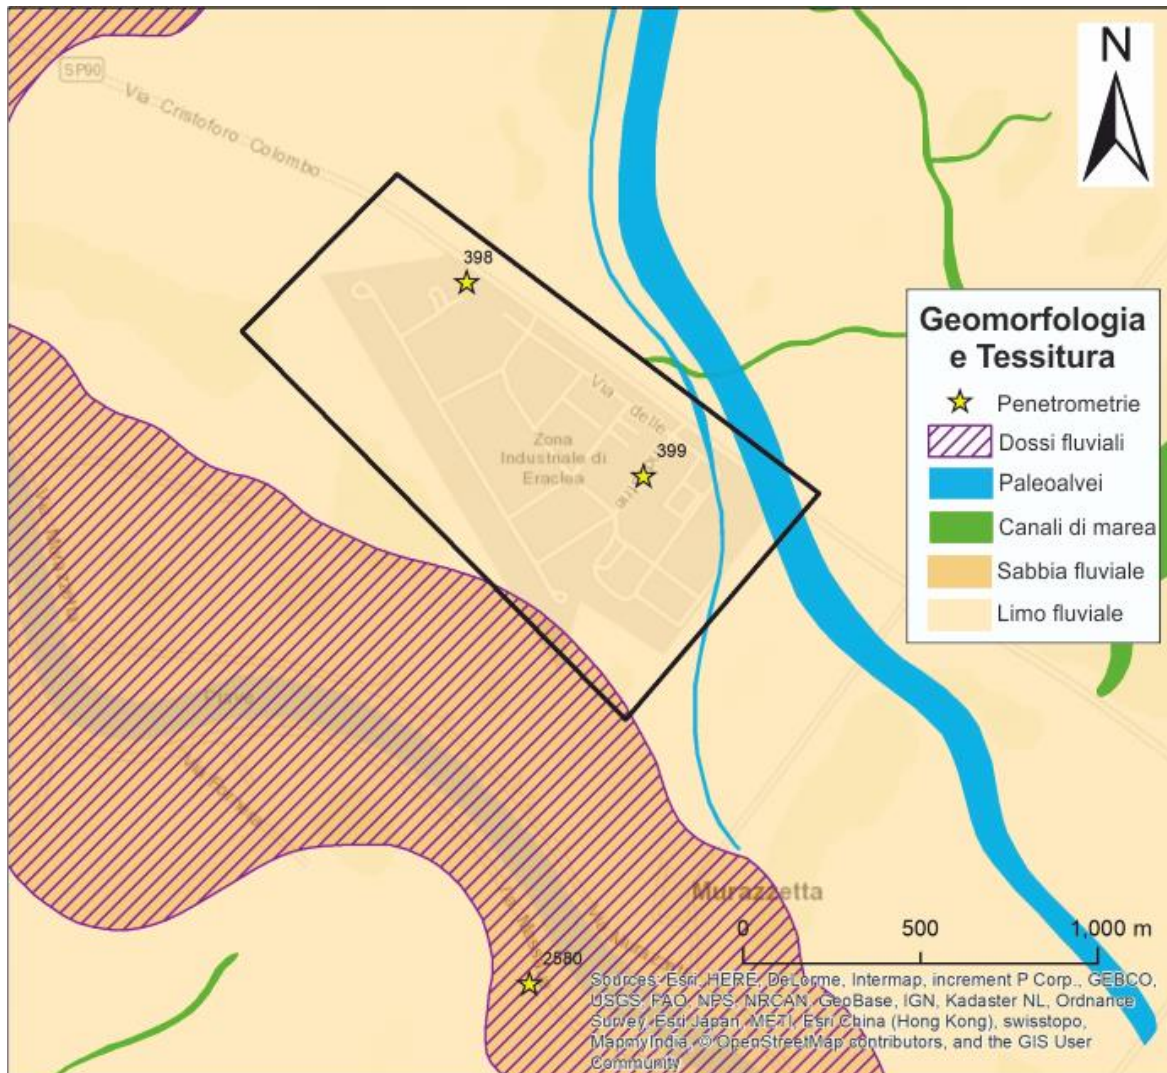 N
SP90
Via Cristoforo Colombo
398
Geomorfologia
e Tessitura
Penetrometrie
Dossi fluviali
Paleoalvei
Canali di marea
Sabbia fluviale
Limo fluviale
Via delle
399
Zona
Industriale di
Eraclea
Murazzetta
0 500 1,000 m
2580
Sources: Esri, HERE, DeLorme, Intermap, increment P Corp., GEBCO,
USGS, FAO, NPS, NRCAN, GeoBase, IGN, Kadaster NL, Ordnance
Survey, Esri Japan, METI, Esri China (Hong Kong), swisstopo,
MapmyIndia, © OpenStreetMap contributors, and the GIS User
Community